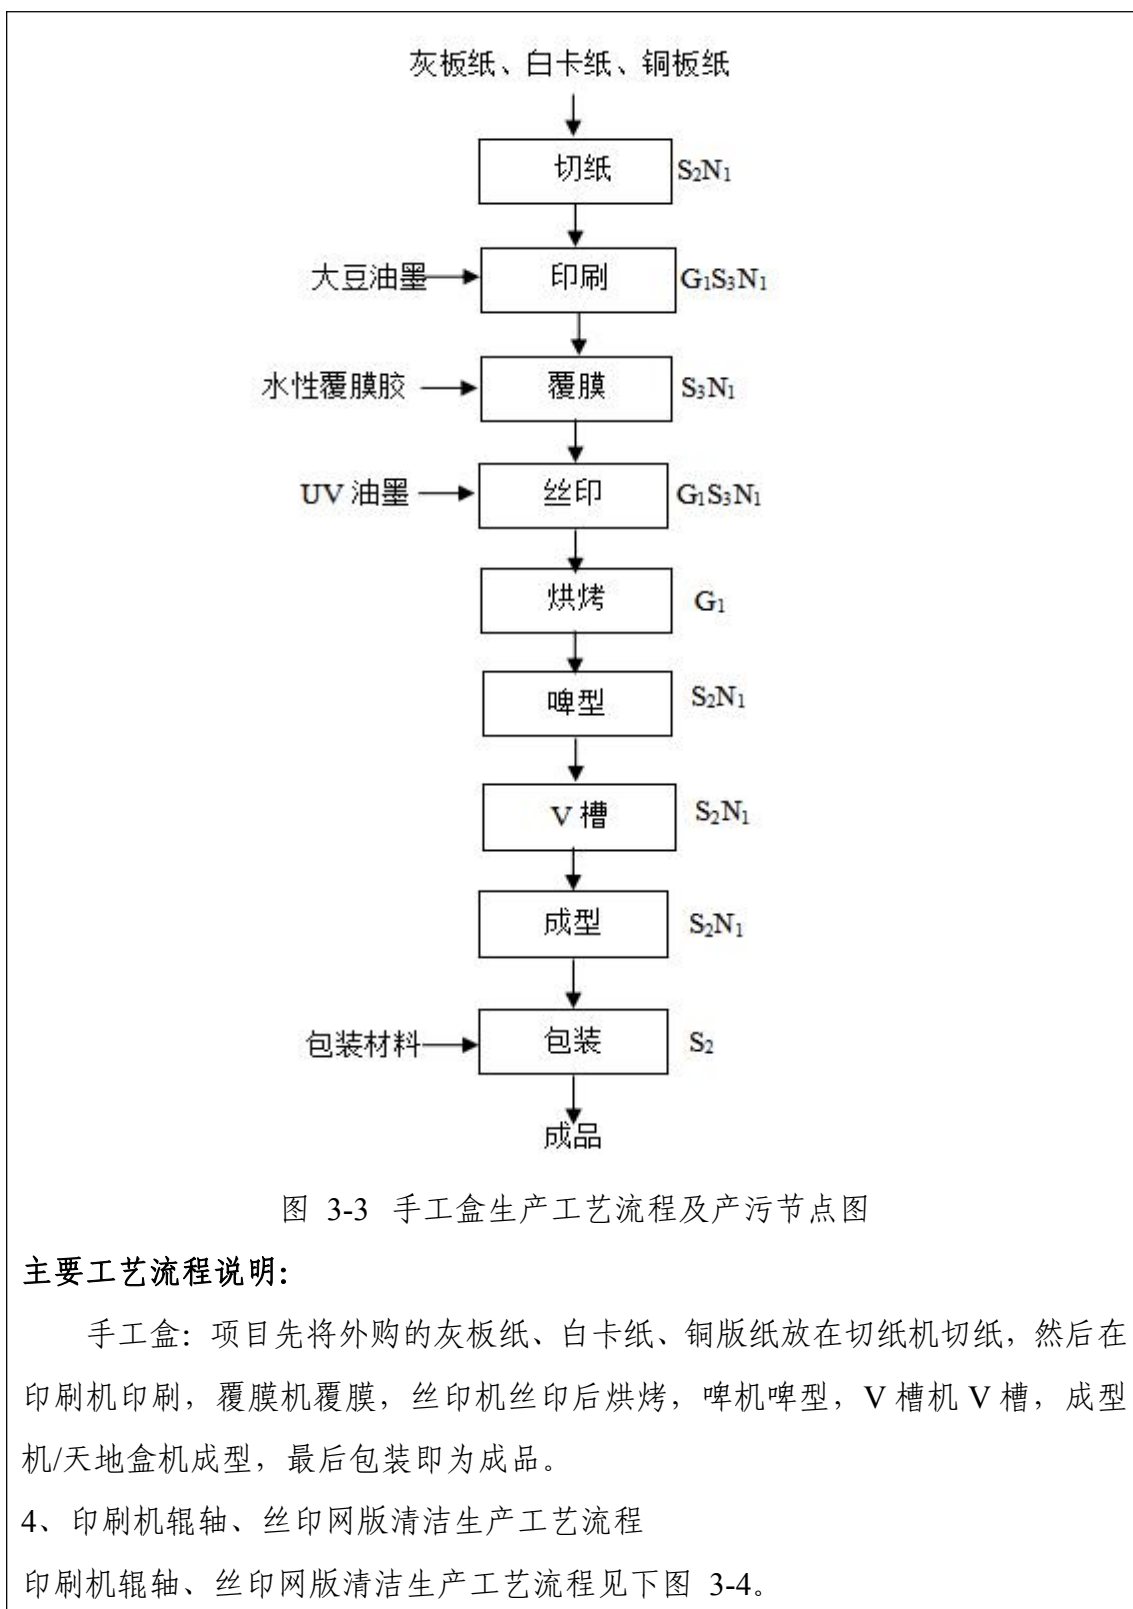 灰板纸、白卡纸、铜板纸
切纸 S₂N₁
大豆油墨 印刷 G₁S₃N₁
水性覆膜胶 覆膜 S₃N₁
UV 油墨 丝印 G₁S₃N₁
烘烤 G₁
啤型 S₂N₁
V 槽 S₂N₁
成型 S₂N₁
包装材料 包装 S₂
成品
图 3-3 手工盒生产工艺流程及产污节点图
主要工艺流程说明：
手工盒：项目先将外购的灰板纸、白卡纸、铜版纸放在切纸机切纸，然后在
印刷机印刷，覆膜机覆膜，丝印机丝印后烘烤，啤机啤型，V 槽机 V 槽，成型
机/天地盒机成型，最后包装即为成品。
4、印刷机辊轴、丝印网版清洁生产工艺流程
印刷机辊轴、丝印网版清洁生产工艺流程见下图 3-4。